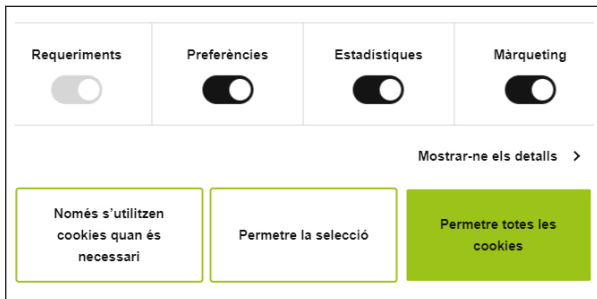 Requeriments Preferències Estadístiques Màrqueting
Mostrar-ne els detalls
Només s'utilitzen
cookies quan és
necessari
Permetre la selecció
Permetre totes les
cookies